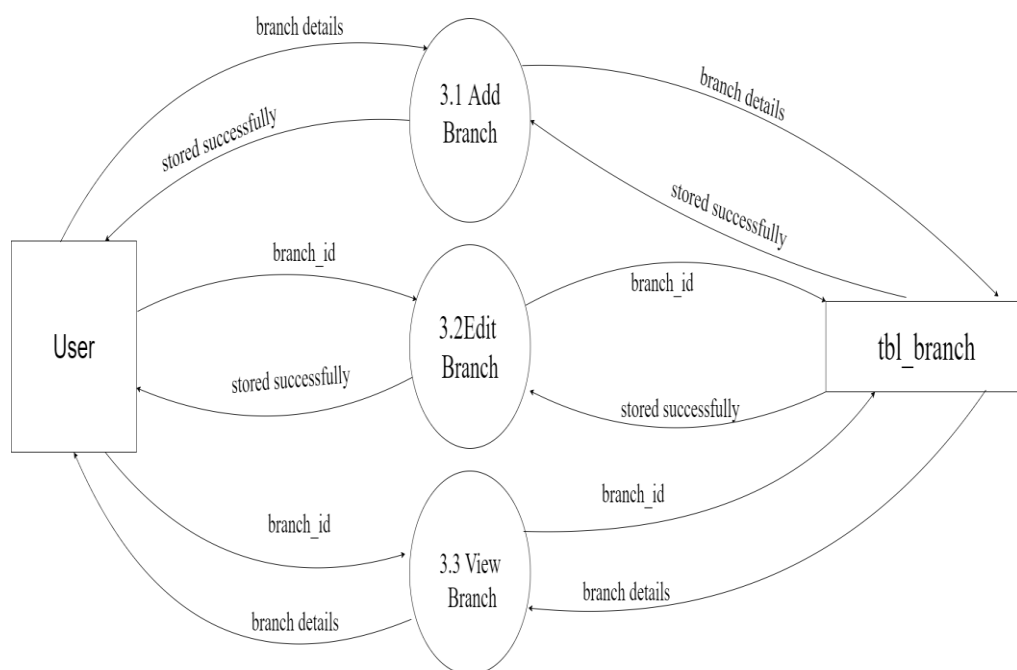 branch details
3.1 Add
Branch
branch details
stored successfully
stored successfully
branch_id
branch_id
User
3.2Edit
Branch
tbl_branch
stored successfully
stored successfully
branch_id
branch_id
3.3 View
Branch
branch details
branch details